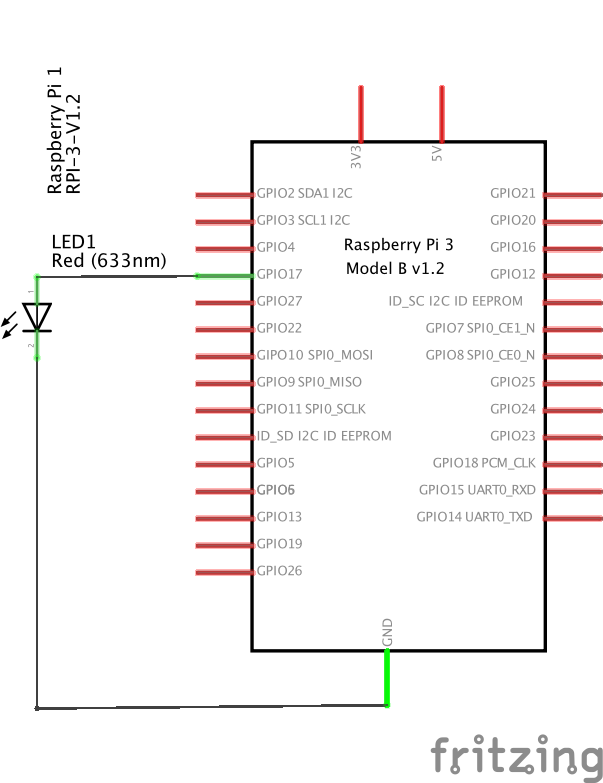 Raspberry Pi 1
RPI-3-V1.2
LED1
Red (633nm)
1
2
3V3
5V
Raspberry Pi 3
Model B v1.2
GPIO2 SDA1 I2C
GPIO3 SCL1 I2C
GPIO4
GPIO17
GPIO27
GPIO22
GIPO10 SPI0_MOSI
GPIO9 SPI0_MISO
GPIO11 SPI0_SCLK
ID_SD I2C ID EEPROM
GPIO5
GPIO6
GPIO13
GPIO19
GPIO26
GPIO21
GPIO20
GPIO16
GPIO12
ID_SC I2C ID EEPROM
GPIO7 SPI0_CE1_N
GPIO8 SPI0_CE0_N
GPIO25
GPIO24
GPIO23
GPIO18 PCM_CLK
GPIO15 UART0_RXD
GPIO14 UART0_TXD
GND
fritzing